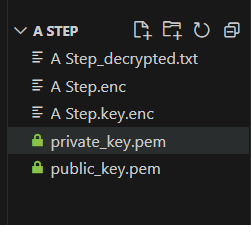 A STEP
A Step_decrypted.txt
A Step.enc
A Step.key.enc
private_key.pem
public_key.pem